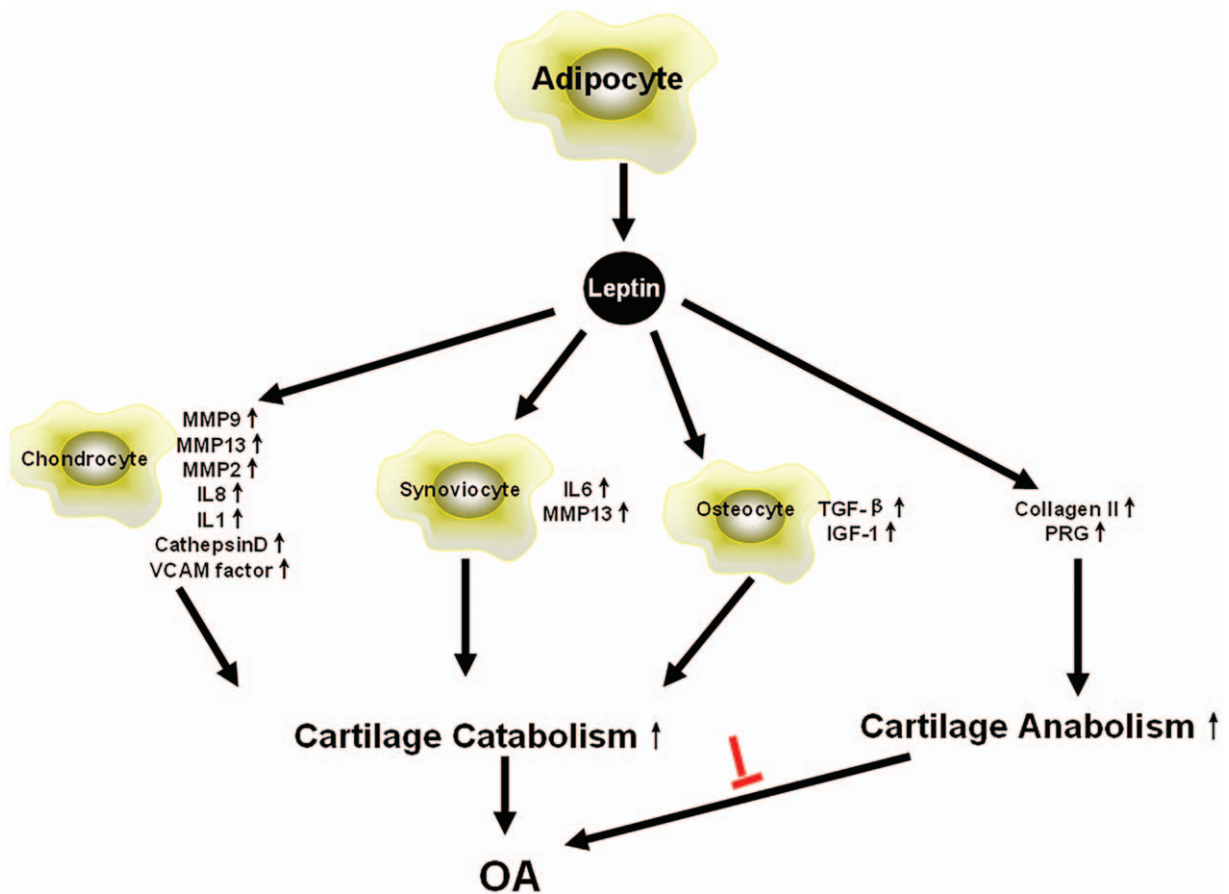 Adipocyte
Leptin
Chondrocyte
MMP9 ↑
MMP13 ↑
MMP2 ↑
IL8 ↑
IL1 ↑
CathepsinD ↑
VCAM factor ↑
Synoviocyte
IL6 ↑
MMP13 ↑
Osteocyte
TGF-β ↑
IGF-1 ↑
Collagen II ↑
PRG ↑
Cartilage Catabolism ↑
Cartilage Anabolism ↑
OA